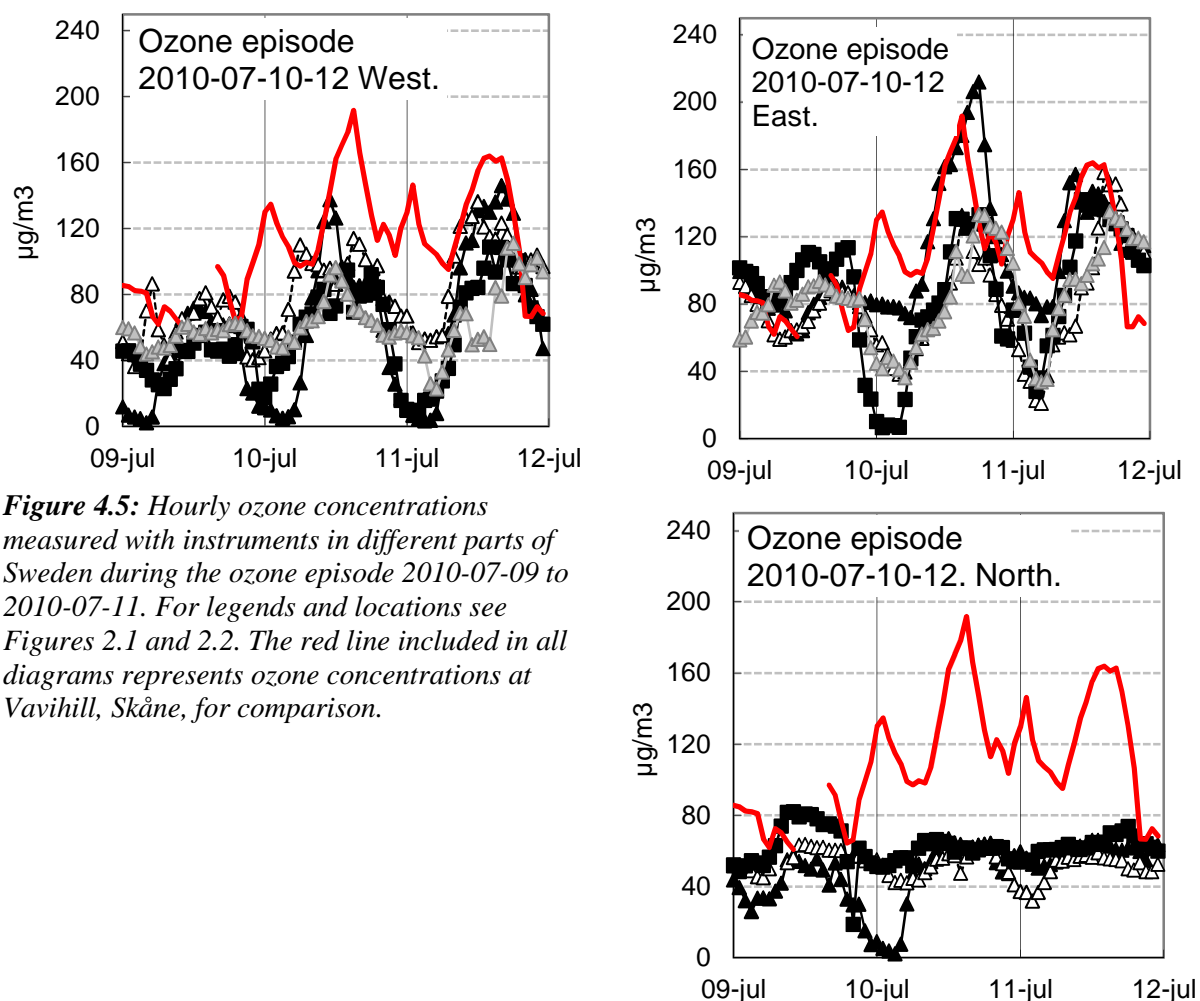 Ozone episode
2010-07-10-12 West.
240
200
160
120
80
40
0
µg/m3
09-jul
10-jul
11-jul
12-jul
Ozone episode
2010-07-10-12
East.
240
200
160
120
80
40
0
µg/m3
09-jul
10-jul
11-jul
12-jul
Figure 4.5: Hourly ozone concentrations
measured with instruments in different parts of
Sweden during the ozone episode 2010-07-09 to
2010-07-11. For legends and locations see
Figures 2.1 and 2.2. The red line included in all
diagrams represents ozone concentrations at
Vavihill, Skåne, for comparison.
Ozone episode
2010-07-10-12. North.
240
200
160
120
80
40
0
µg/m3
09-jul
10-jul
11-jul
12-jul